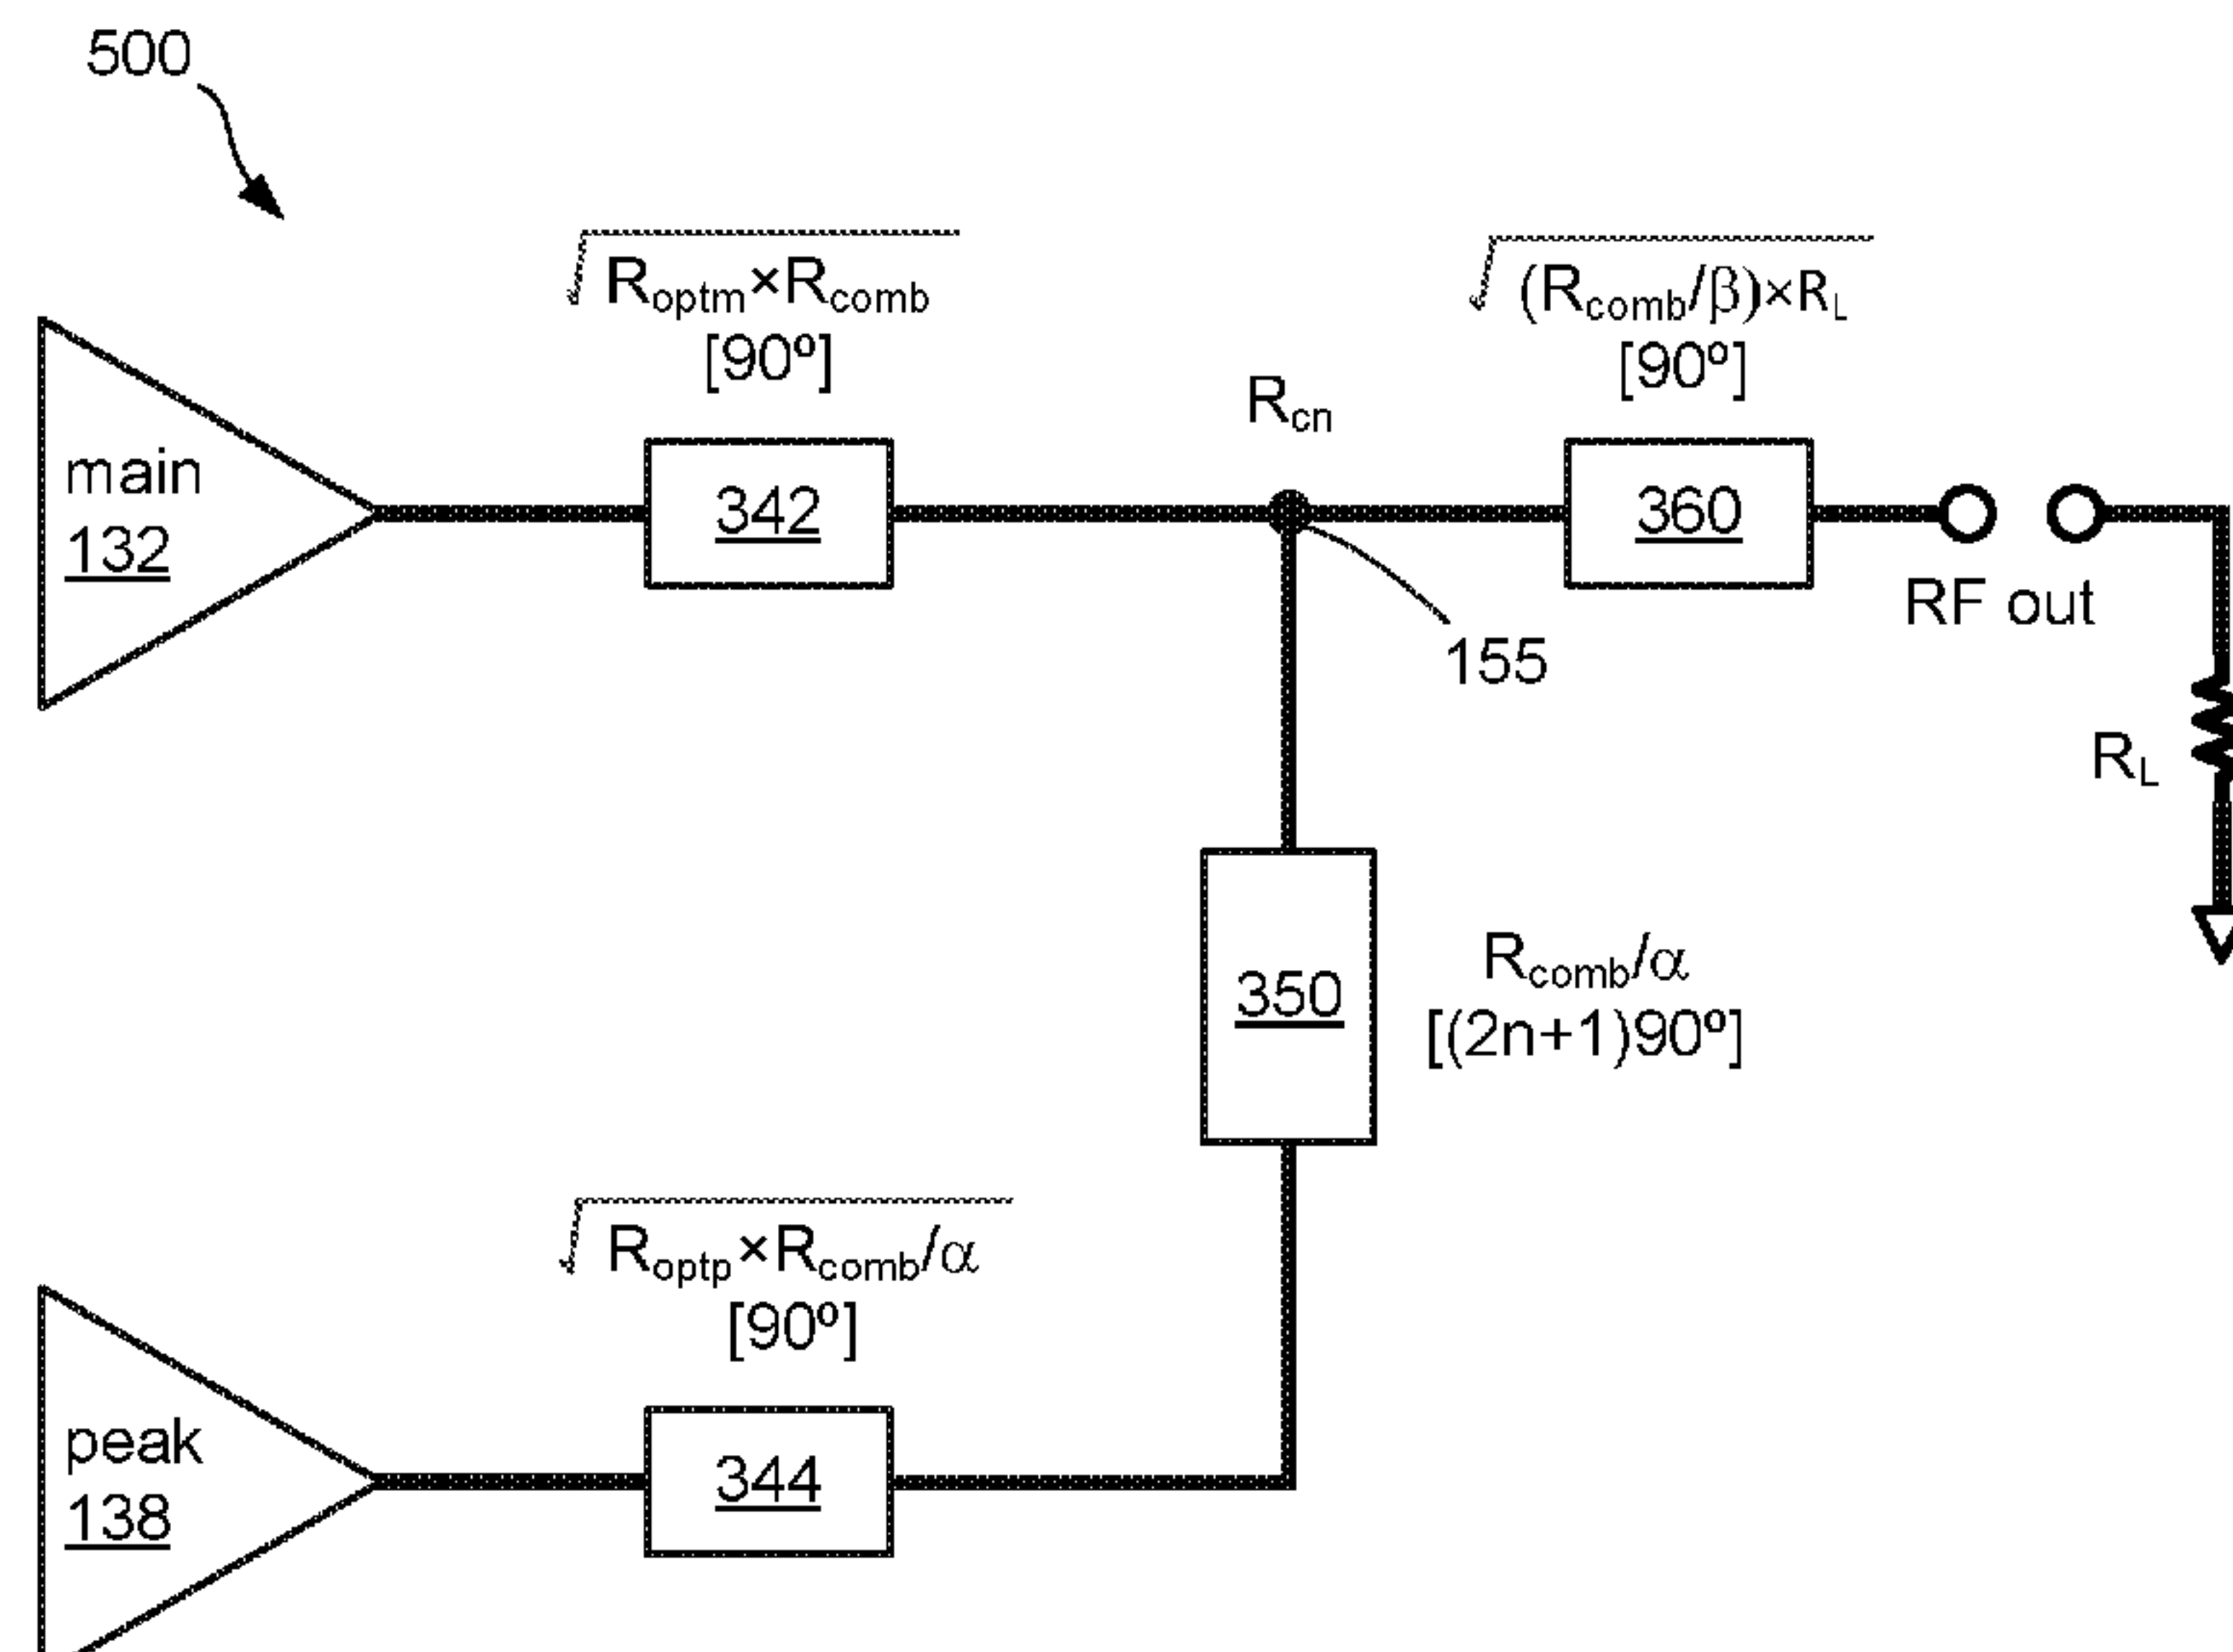 500
√Roptm×Rcomb
[90º]
√(Rcomb/β)×RL
[90º]
Rcn
main
132
342
360
RF out
155
RL
350
Rcomb/α
[(2n+1)90º]
√Roptp×Rcomb/α
[90º]
peak
138
344